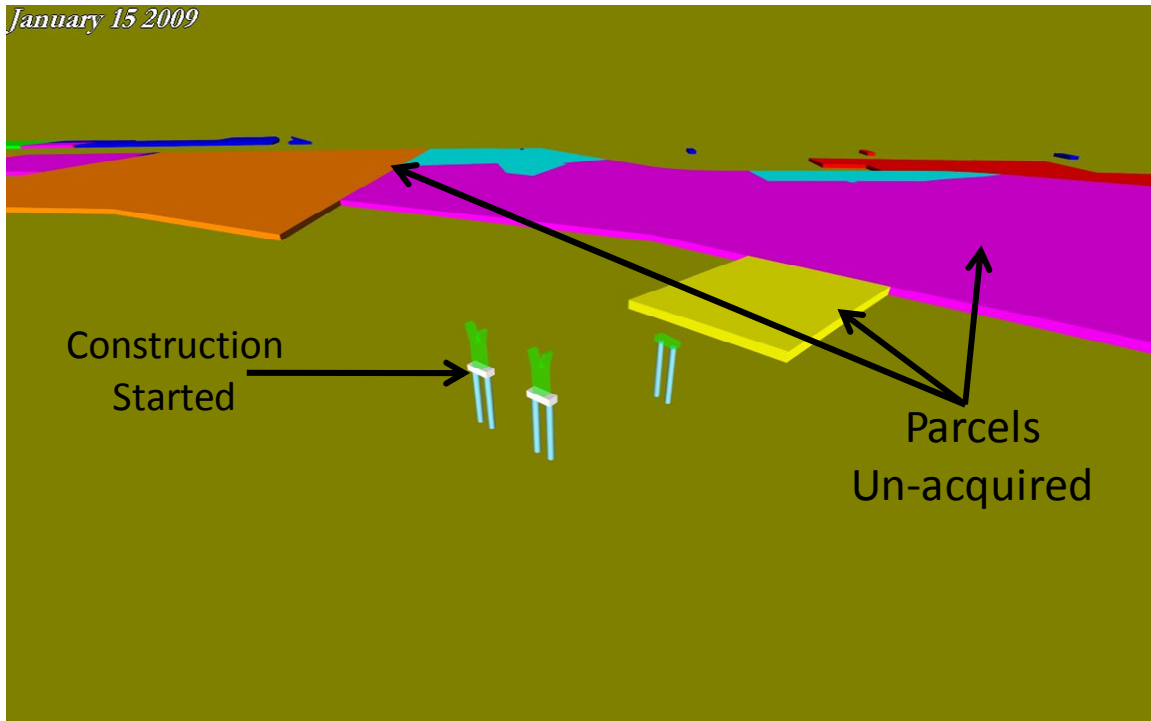 January 15 2009
Construction
Started
Parcels
Un-acquired